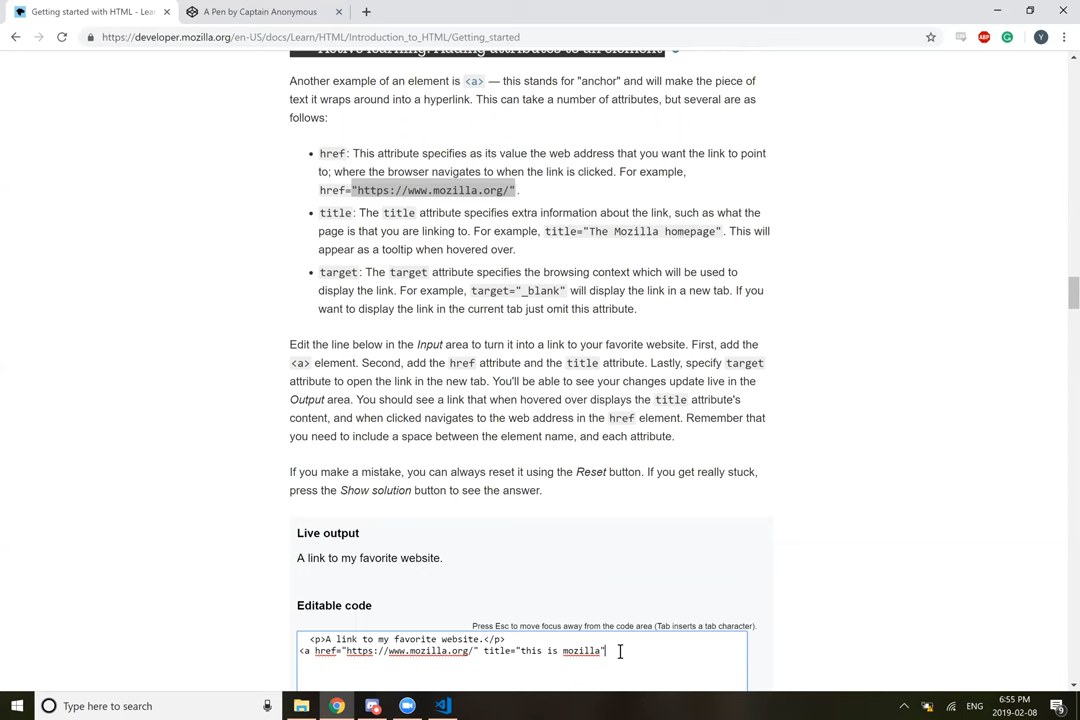 Getting started with HTML - Lea
A Pen by Captain Anonymous
https://developer.mozilla.org/en-US/docs/Learn/HTML/Introduction_to_HTML/Getting_started
ABP
Y
Active learning: Adding attributes to an element
Another example of an element is <a> — this stands for "anchor" and will make the piece of
text it wraps around into a hyperlink. This can take a number of attributes, but several are as
follows:
• href: This attribute specifies as its value the web address that you want the link to point
to; where the browser navigates to when the link is clicked. For example,
href="https://www.mozilla.org/".
• title: The title attribute specifies extra information about the link, such as what the
page is that you are linking to. For example, title="The Mozilla homepage". This will
appear as a tooltip when hovered over.
• target: The target attribute specifies the browsing context which will be used to
display the link. For example, target="_blank" will display the link in a new tab. If you
want to display the link in the current tab just omit this attribute.
Edit the line below in the Input area to turn it into a link to your favorite website. First, add the
<a> element. Second, add the href attribute and the title attribute. Lastly, specify target
attribute to open the link in the new tab. You'll be able to see your changes update live in the
Output area. You should see a link that when hovered over displays the title attribute's
content, and when clicked navigates to the web address in the href element. Remember that
you need to include a space between the element name, and each attribute.
If you make a mistake, you can always reset it using the Reset button. If you get really stuck,
press the Show solution button to see the answer.
Live output
A link to my favorite website.
Editable code
Press Esc to move focus away from the code area (Tab inserts a tab character).
<p>A link to my favorite website.</p>
<a href="https://www.mozilla.org/" title="this is mozilla"
Type here to search
ENG
6:55 PM
2019-02-08